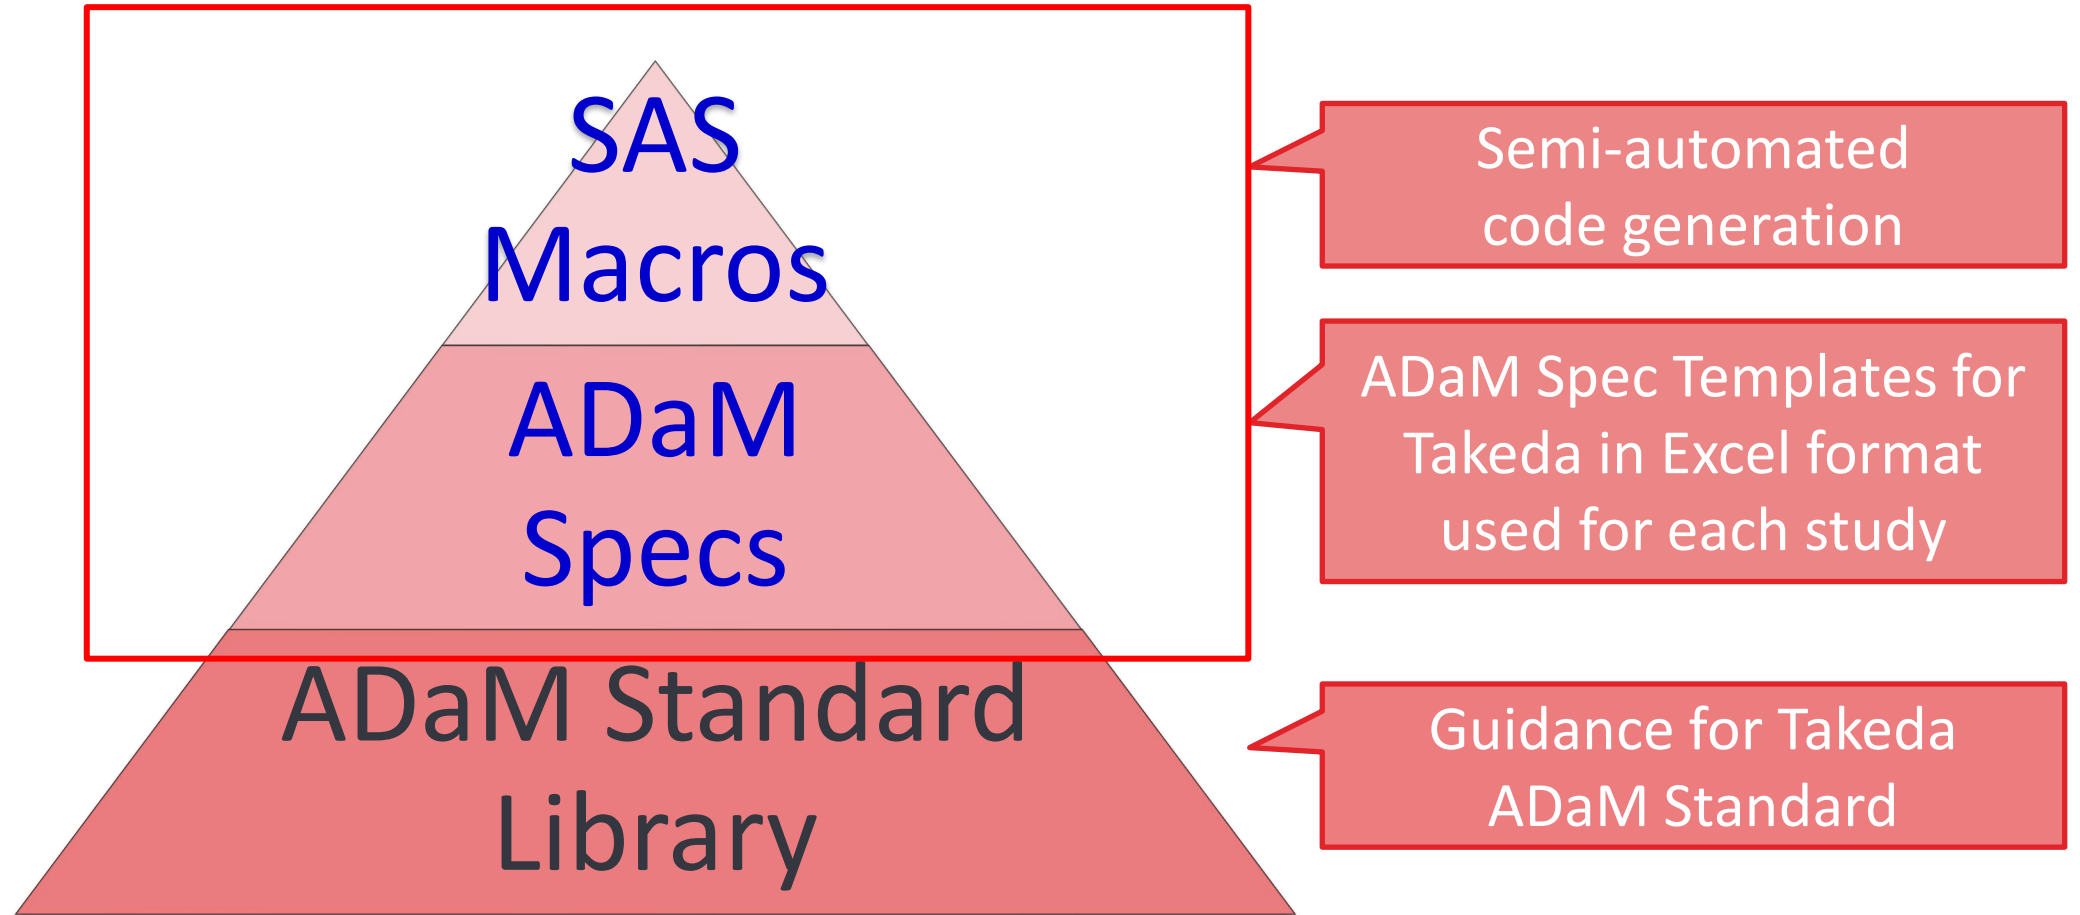 SAS
Macros
ADaM
Specs
ADaM Standard
Library
Semi-automated
code generation
ADaM Spec Templates for
Takeda in Excel format
used for each study
Guidance for Takeda
ADaM Standard